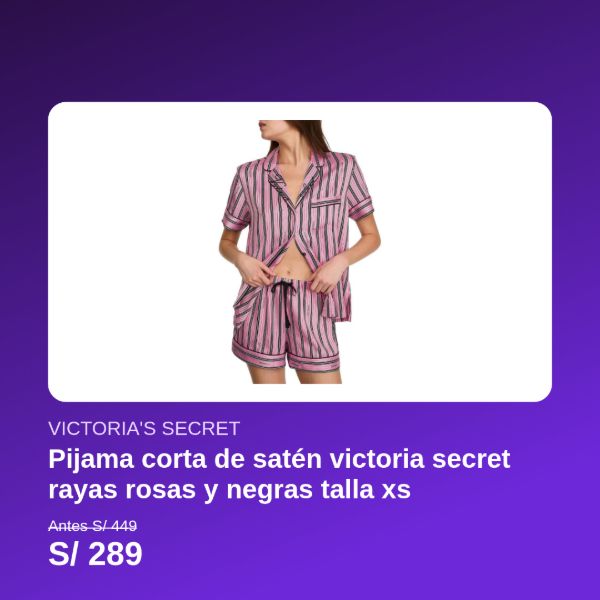 VICTORIA'S SECRET
Pijama corta de satén victoria secret
rayas rosas y negras talla xs
Antes S/ 449
S/ 289